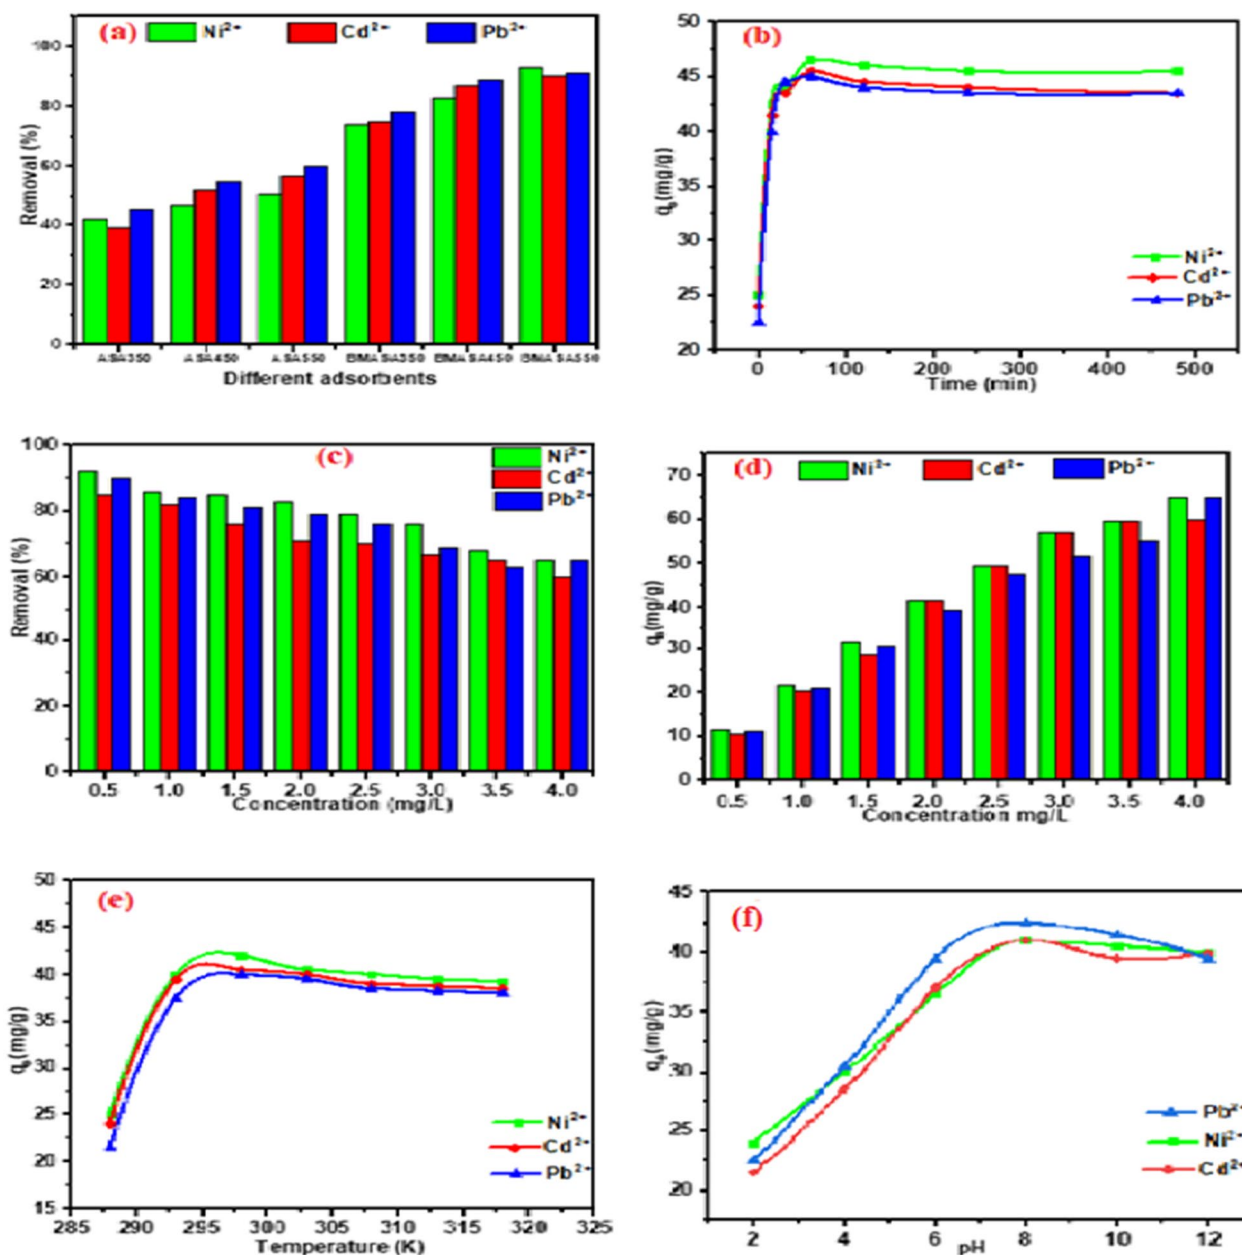 (a) Ni²⁺ Cd²⁺ Pb²⁺
100
80
60
40
20
0
Removal (%)
ASA350 ASA450 ASA550 BMASA350 BMASA450 BMASA550
Different adsorbents
(b)
50
45
40
35
30
25
20
(mg/g)
Ni²⁺
Cd²⁺
Pb²⁺
0 100 200 300 400 500
Time (min)
(c)
Ni²⁺
Cd²⁺
Pb²⁺
100
80
60
40
20
0
Removal (%)
0.5 1.0 1.5 2.0 2.5 3.0 3.5 4.0
Concentration (mg/L)
(d) Ni²⁺ Cd²⁺ Pb²⁺
70
60
50
40
30
20
10
0
(mg/g)
0.5 1.0 1.5 2.0 2.5 3.0 3.5 4.0
Concentration mg/L
(e)
50
45
40
35
30
25
20
15
(mg/g)
Ni²⁺
Cd²⁺
Pb²⁺
285 290 295 300 305 310 315 320 325
Temperature (K)
(f)
45
40
35
30
25
20
(mg/g)
Pb²⁺
Ni²⁺
Cd²⁺
2 4 6 8 10 12
pH